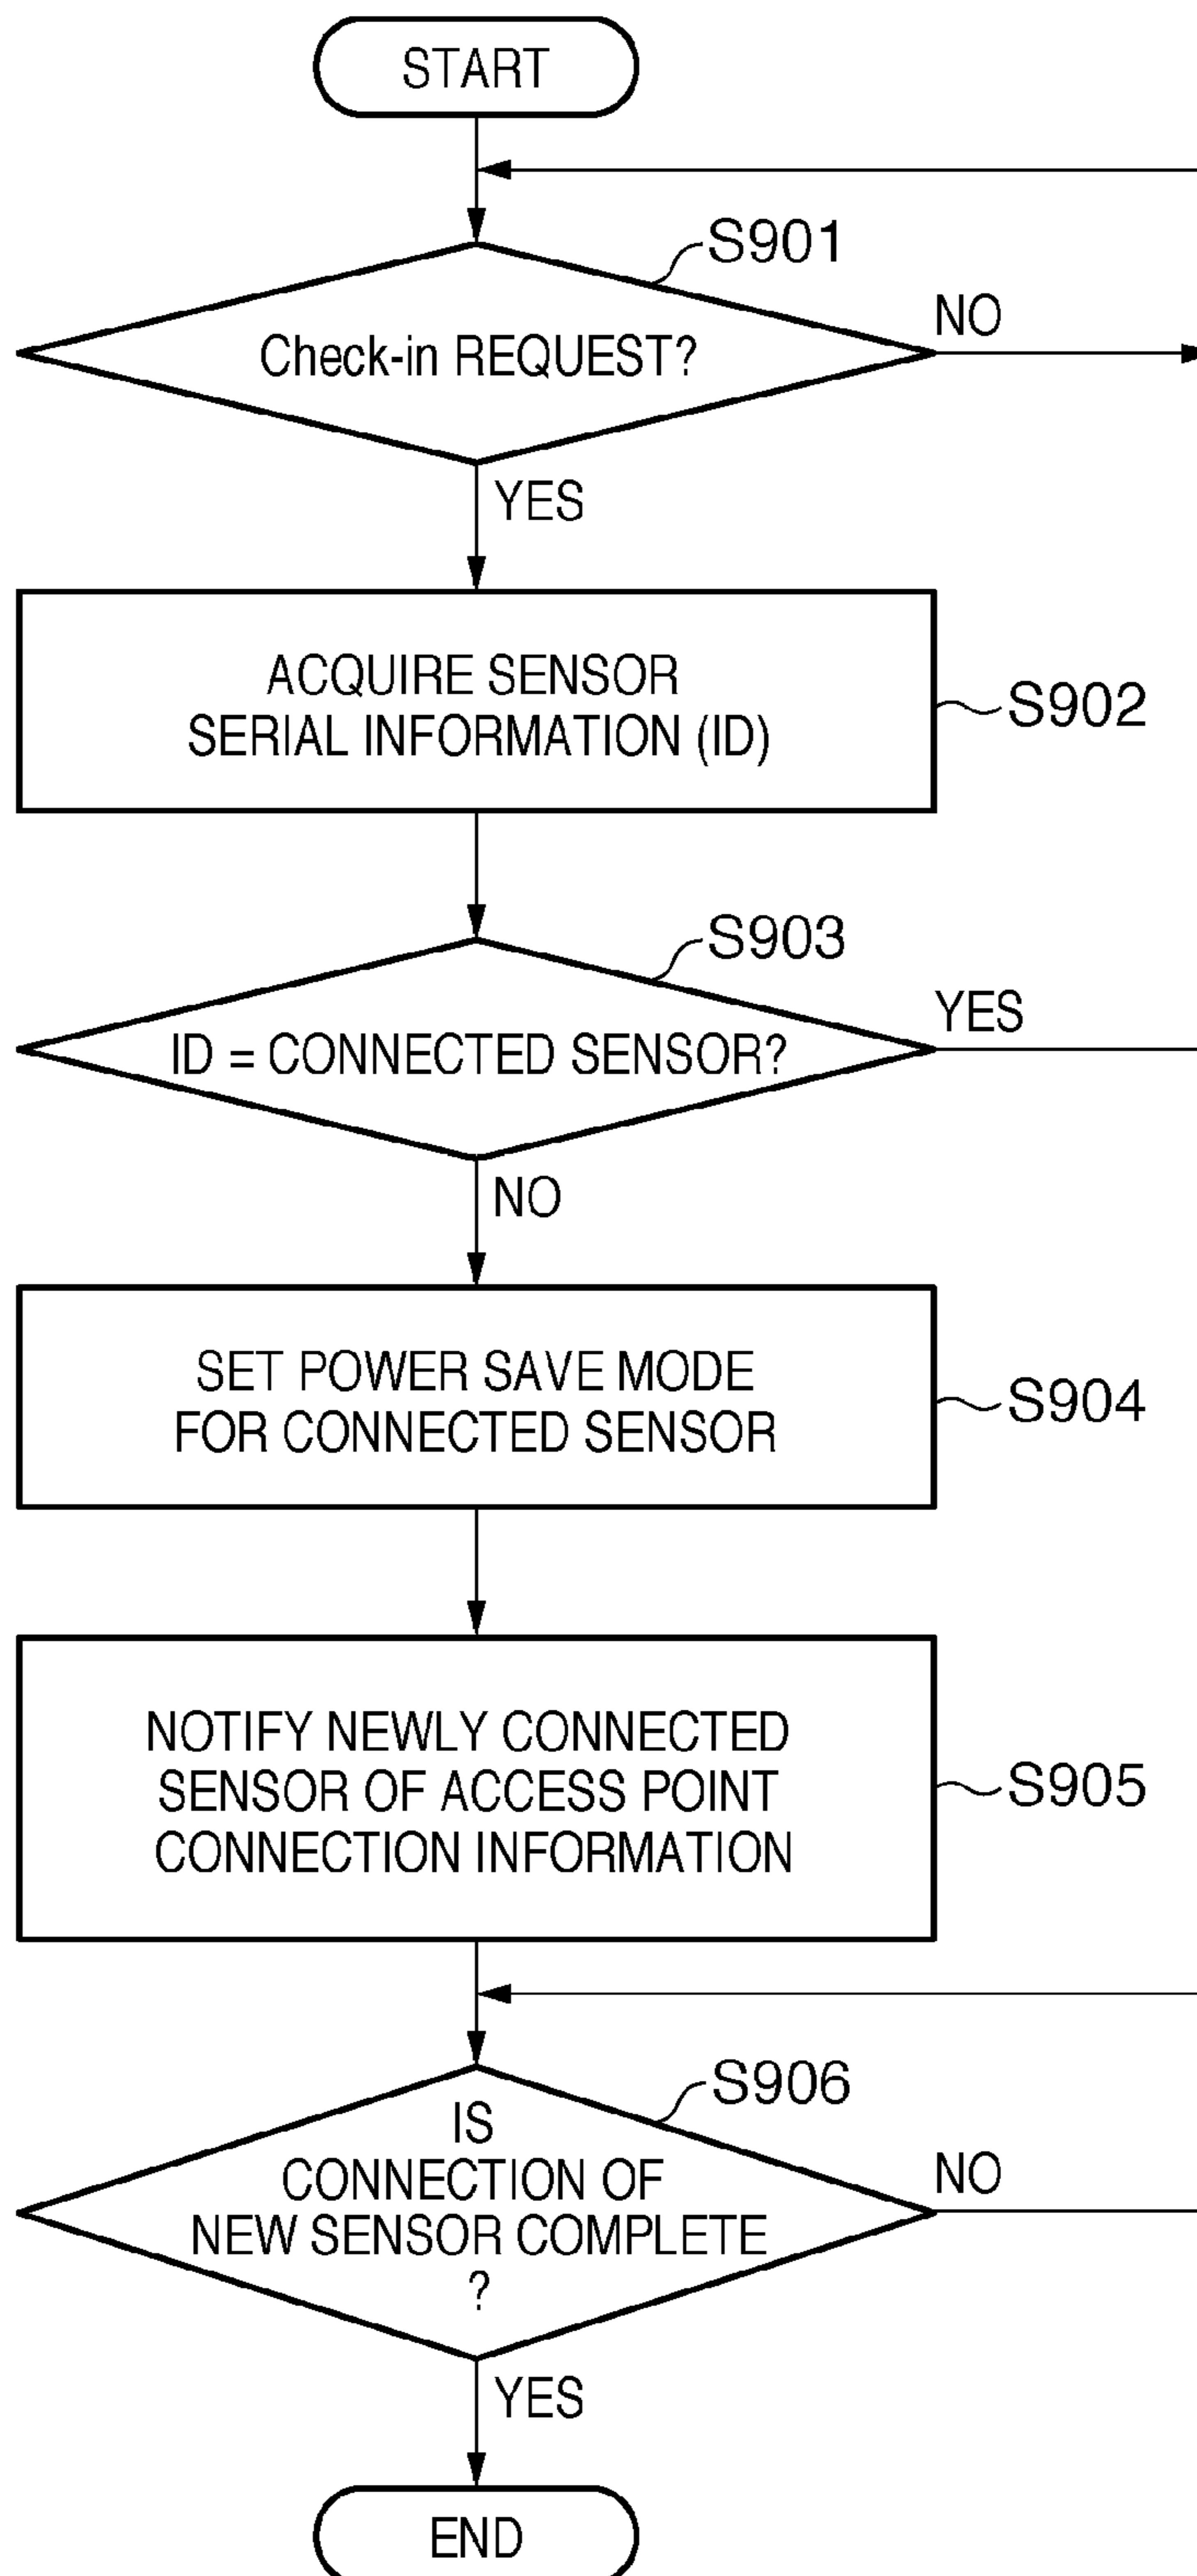 START
S901
Check-in REQUEST?
NO
YES
ACQUIRE SENSOR
SERIAL INFORMATION (ID)
S902
S903
ID = CONNECTED SENSOR?
YES
NO
SET POWER SAVE MODE
FOR CONNECTED SENSOR
S904
NOTIFY NEWLY CONNECTED
SENSOR OF ACCESS POINT
CONNECTION INFORMATION
S905
S906
IS
CONNECTION OF
NEW SENSOR COMPLETE
?
NO
YES
END